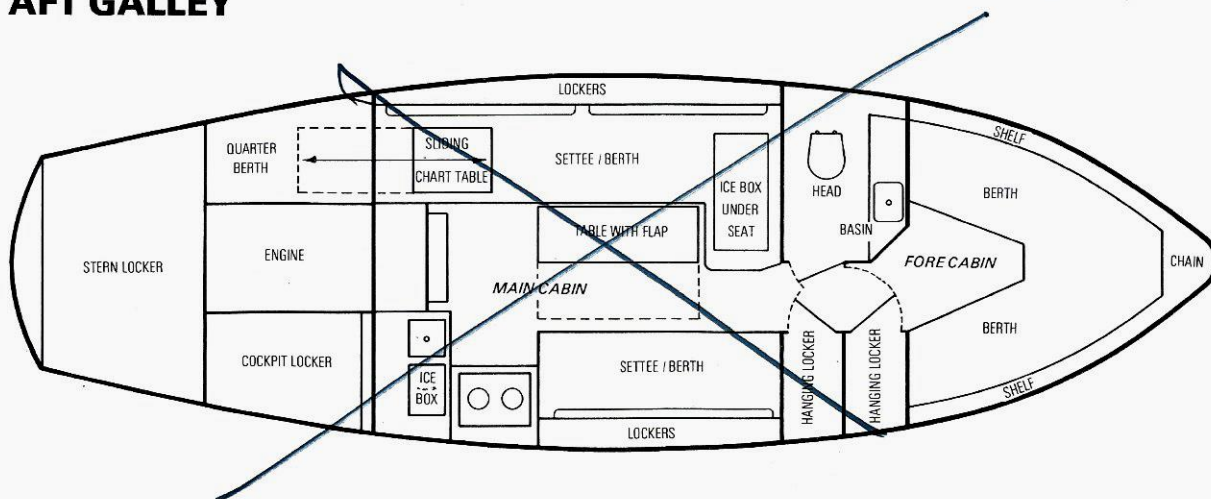 AFT GALLEY
LOCKERS
QUARTER
BERTH
SLIDING
CHART TABLE
SETTEE / BERTH
ICE BOX
UNDER
SEAT
HEAD
BASIN
SHELF
BERTH
STERN LOCKER
ENGINE
TABLE WITH FLAP
MAIN CABIN
FORE CABIN
CHAIN
COCKPIT LOCKER
ICE
BOX
SETTEE / BERTH
LOCKERS
HANGING LOCKER
HANGING LOCKER
BERTH
SHELF